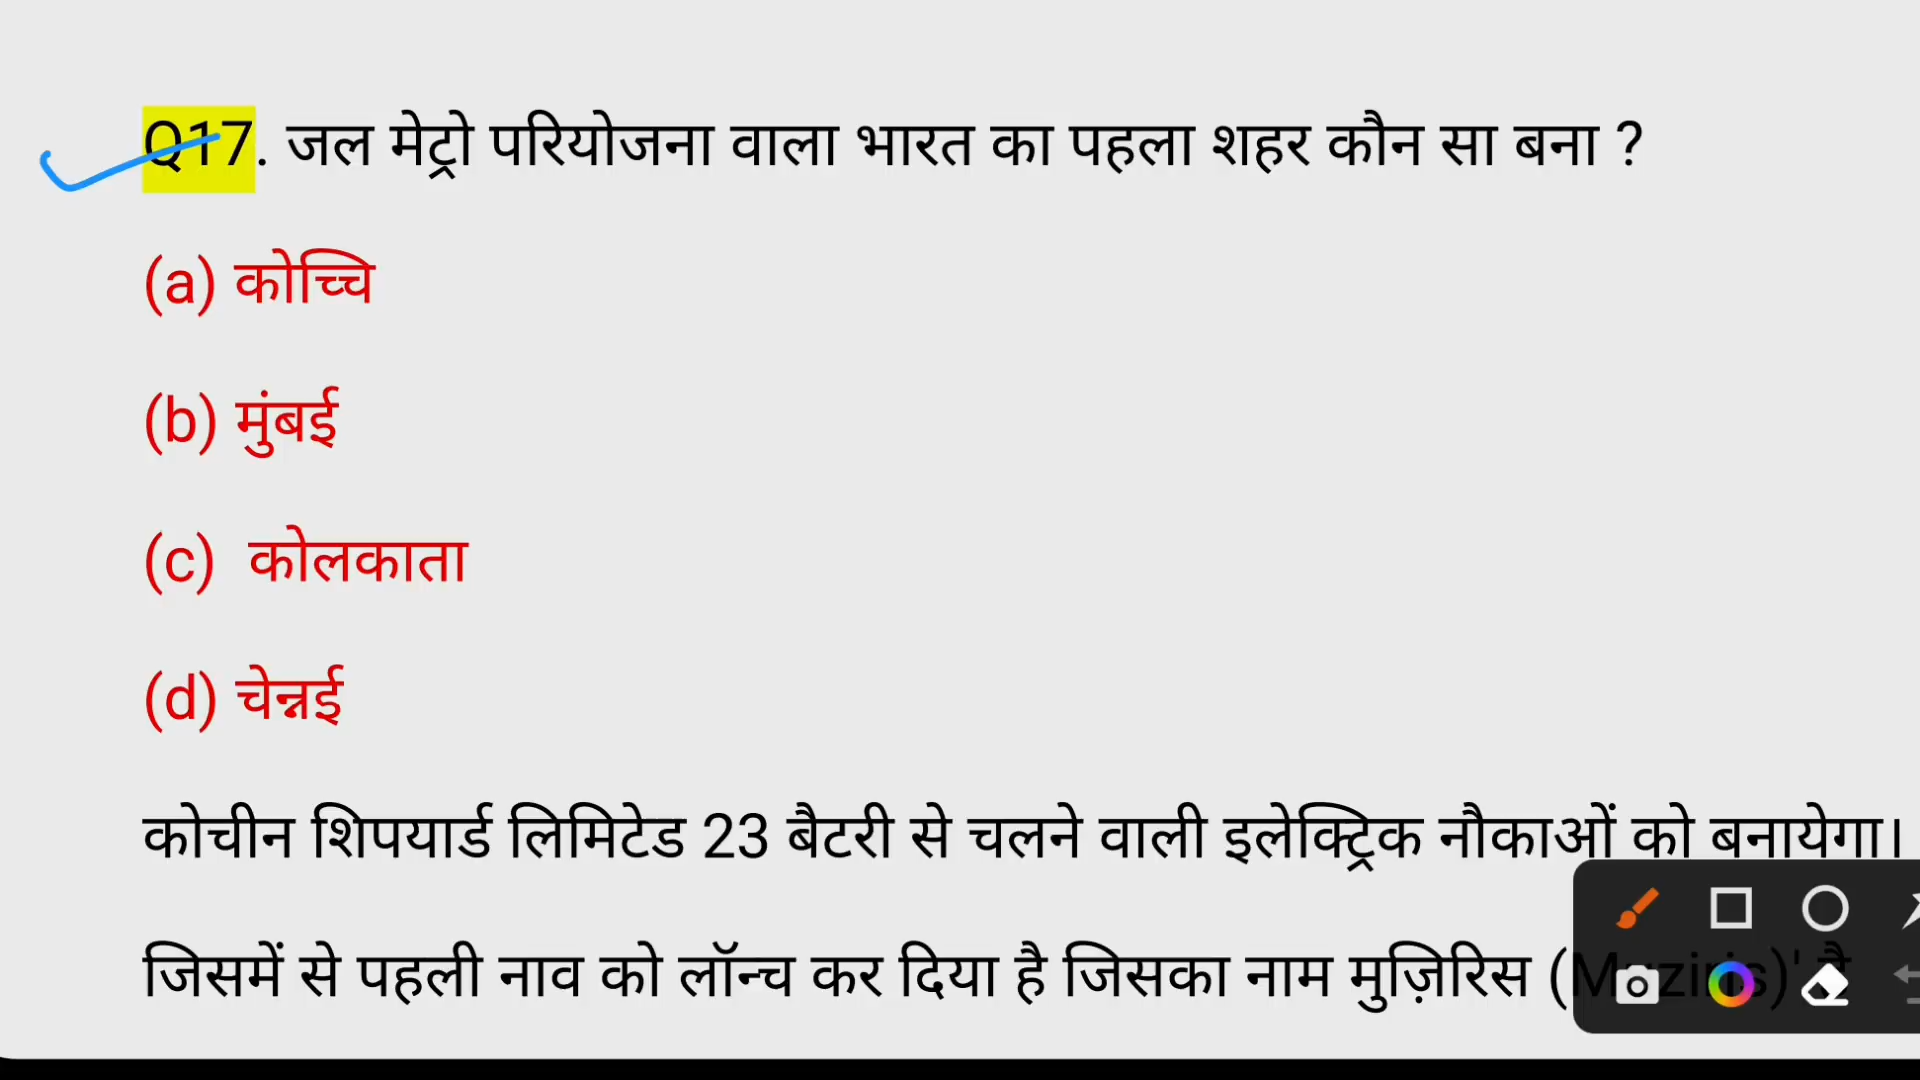 Q17. जल मेट्रो परियोजना वाला भारत का पहला शहर कौन सा बना ?
(a) कोच्चि
(b) मुंबई
(c) कोलकाता
(d) चेन्नई
कोचीन शिपयार्ड लिमिटेड 23 बैटरी से चलने वाली इलेक्ट्रिक नौकाओं को बनायेगा।
जिसमें से पहली नाव को लॉन्च कर दिया है जिसका नाम मुज़िरिस (Muziris)'